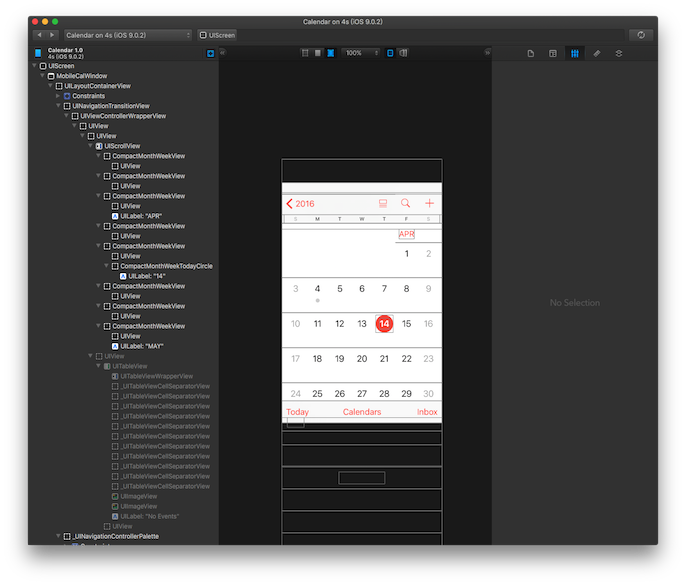 Calendar on 4s (iOS 9.0.2)
Calendar on 4s (iOS 9.0.2)
UIScreen
Calendar 1.0
4s (iOS 9.0.2)
100%
UIScreen
MobileCalWindow
UILayoutContainerView
Constraints
UINavigationTransitionView
UIViewControllerWrapperView
UIView
UIView
UIScrollView
CompactMonthWeekView
UIView
CompactMonthWeekView
UIView
CompactMonthWeekView
UIView
UILabel: "APR"
CompactMonthWeekView
UIView
CompactMonthWeekView
UIView
CompactMonthWeekTodayCircle
UILabel: "14"
CompactMonthWeekView
UIView
CompactMonthWeekView
UIView
CompactMonthWeekView
UIView
UILabel: "MAY"
UIView
UITableView
UITableViewWrapperView
_UITableViewCellSeparatorView
_UITableViewCellSeparatorView
_UITableViewCellSeparatorView
_UITableViewCellSeparatorView
_UITableViewCellSeparatorView
_UITableViewCellSeparatorView
_UITableViewCellSeparatorView
_UITableViewCellSeparatorView
_UITableViewCellSeparatorView
_UITableViewCellSeparatorView
_UITableViewCellSeparatorView
UIImageView
UIImageView
UILabel: "No Events"
UIView
_UINavigationControllerPalette
2016
S M T W T F S
APR
1 2
3 4 5 6 7 8 9
10 11 12 13 14 15 16
17 18 19 20 21 22 23
24 25 26 27 28 29 30
Today Calendars Inbox
No Selection